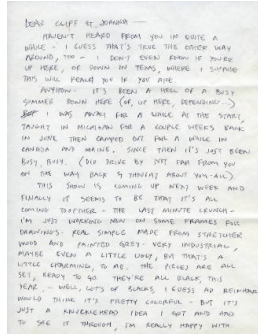 DEAR CLIFF ET JOANNA —
HAVEN'T HEARD FROM YOU IN QUITE A
WHILE - I GUESS THAT'S TRUE THE OTHER WAY
AROUND, TOO - I DON'T EVEN KNOW IF YOU'RE
UP HERE, OR DOWN IN TEXAS, WHERE I SUPPOSE
THIS WILL REACH YOU IF YOU ARE.
ANYHOW - IT'S BEEN A HELL OF A BUSY
SUMMER DOWN HERE (OR, UP HERE, DEPENDING..)
I WAS AWAY FOR A WHILE AT THE START,
TAUGHT IN MICHIGAN FOR A COUPLE WEEKS BACK
IN JUNE THEN CAMPED OUT FOR A WHILE IN
CANADA AND MAINE. SINCE THEN IT'S JUST BEEN
BUSY, BUSY. (DID DRIVE BY NOT FAR FROM YOU
ON THE WAY BACK & THOUGHT ABOUT YOU-ALL).
THIS SHOW IS COMING UP NEXT WEEK AND
FINALLY IT SEEMS TO BE THAT IT'S ALL
COMING TOGETHER - THE LAST MINUTE CRUNCH -
I'M JUST WORKING NOW ON SOME FRAMES FOR
DRAWINGS. REAL SIMPLE MADE FROM STRETCHER
WOOD AND PAINTED GREY - VERY INDUSTRIAL,
MAYBE EVEN A LITTLE UGLY, BUT THAT'S A
LITTLE CHARMING, TO ME. THE PIECES ARE ALL
SET, READY TO GO. THEY'RE ALL BLACK THIS
YEAR - WELL, LOTS OF BLACKS, I GUESS AD REINHARDT
WOULD THINK IT'S PRETTY COLORFUL - BUT IT'S
JUST A KNUCKLEHEAD IDEA I GOT AND HAD
TO SEE IT THROUGH, I'M REALLY HAPPY WITH